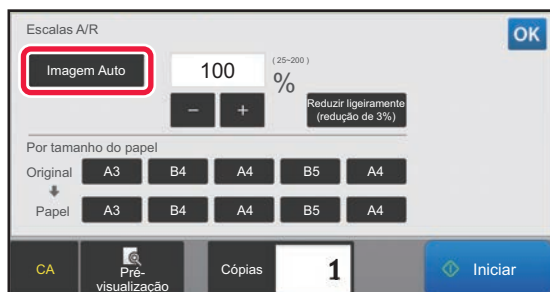 Escalas A/R
OK
Imagem Auto
100
(25~200)
%
− +
Reduzir ligeiramente
(redução de 3%)
Por tamanho do papel
Original A3 B4 A4 B5 A4
Papel A3 B4 A4 B5 A4
CA
Pré-
visualização
Cópias
1
Iniciar